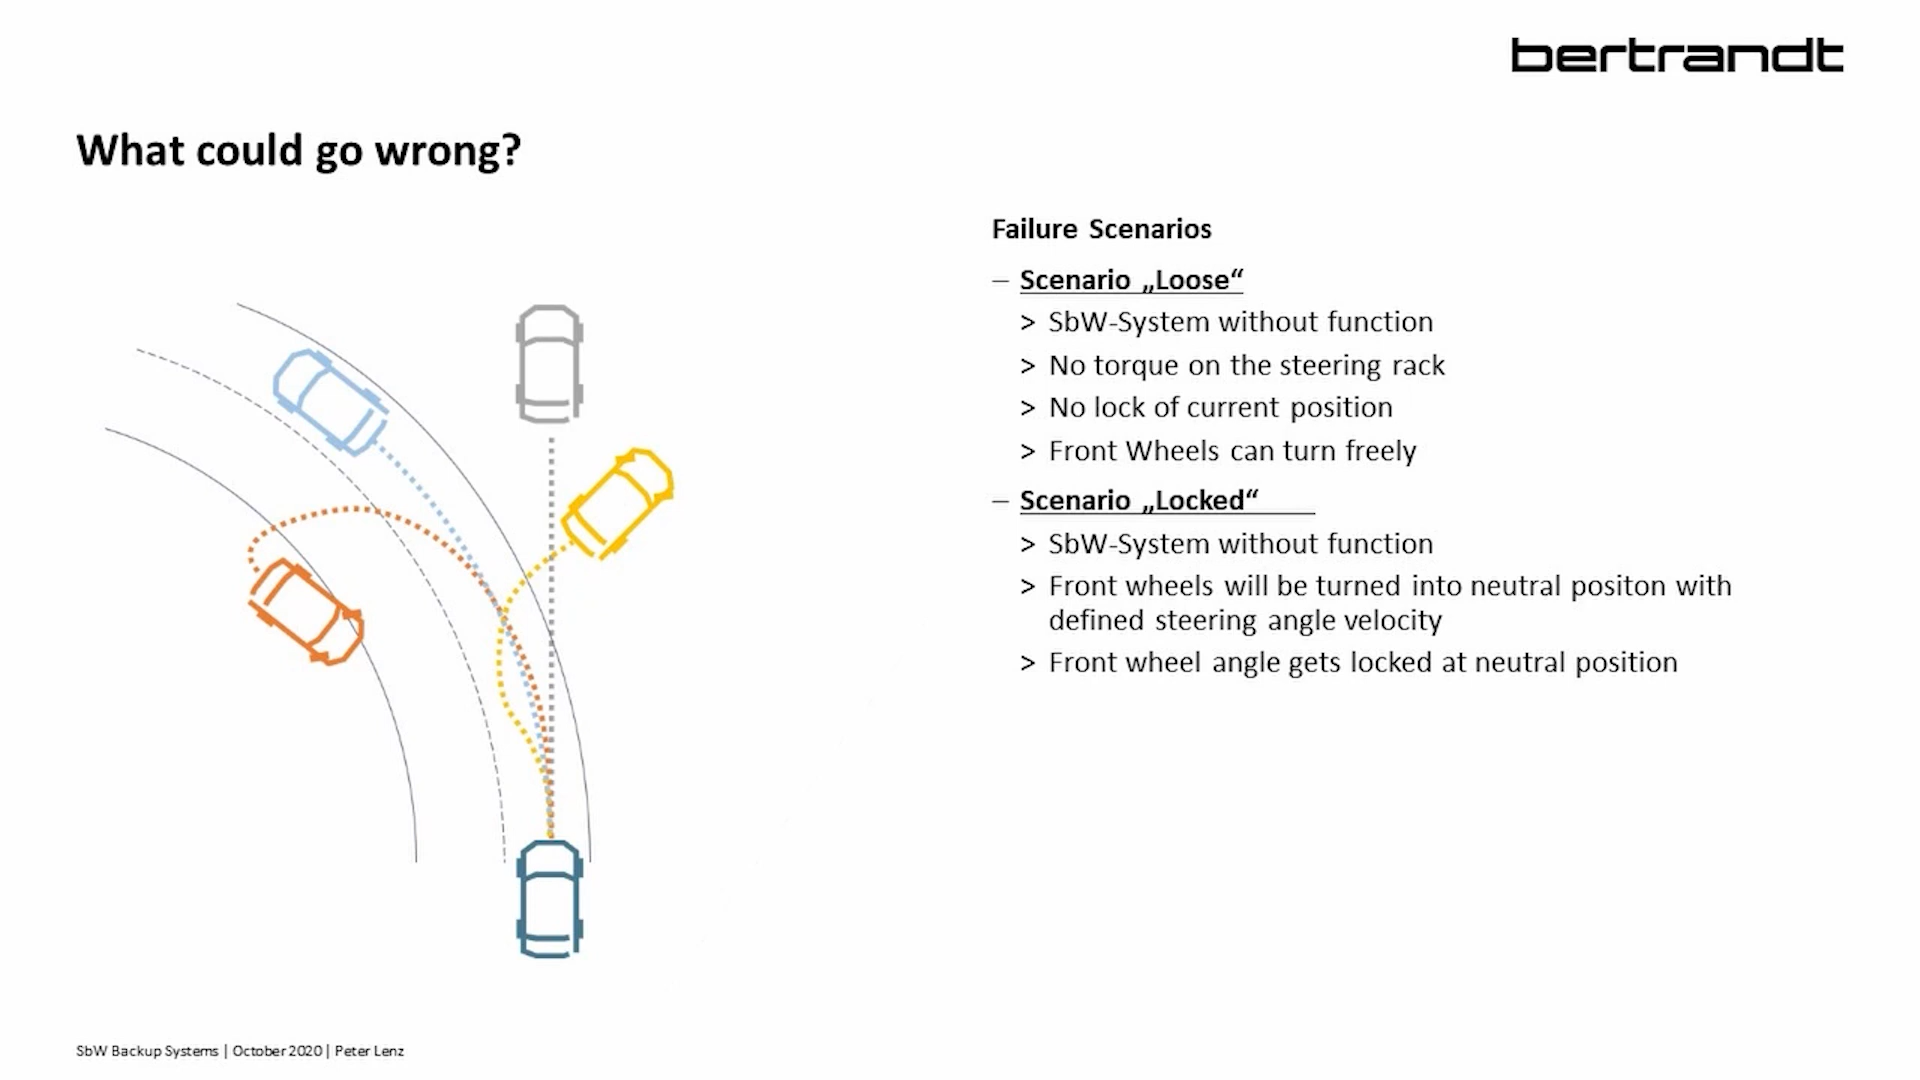 bertrandt
What could go wrong?
Failure Scenarios
– Scenario „Loose“
> SbW-System without function
> No torque on the steering rack
> No lock of current position
> Front Wheels can turn freely
– Scenario „Locked“
> SbW-System without function
> Front wheels will be turned into neutral positon with
defined steering angle velocity
> Front wheel angle gets locked at neutral position
SbW Backup Systems | October 2020 | Peter Lenz